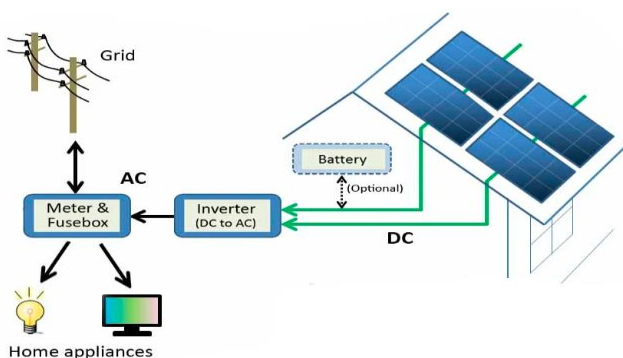 Grid
Battery
(Optional)
AC
Meter &
Fusebox
Inverter
(DC to AC)
DC
Home appliances